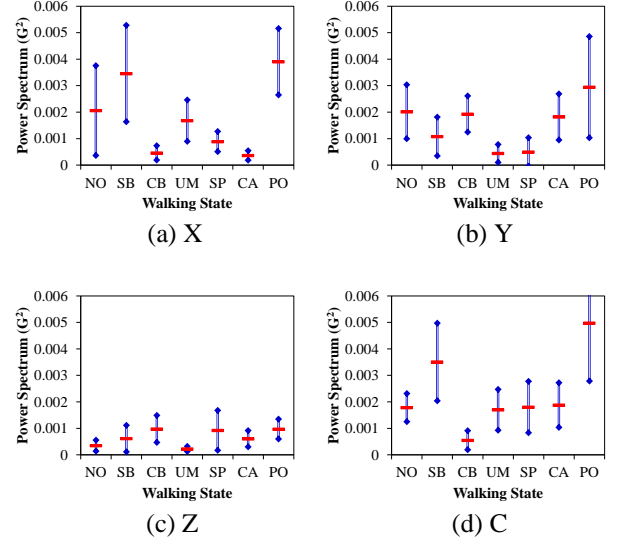 Power Spectrum (G²)
0.006
0.005
0.004
0.003
0.002
0.001
0
NO SB CB UM SP CA PO
Walking State
(a) X
Power Spectrum (G²)
0.006
0.005
0.004
0.003
0.002
0.001
0
NO SB CB UM SP CA PO
Walking State
(b) Y
Power Spectrum (G²)
0.006
0.005
0.004
0.003
0.002
0.001
0
NO SB CB UM SP CA PO
Walking State
(c) Z
Power Spectrum (G²)
0.006
0.005
0.004
0.003
0.002
0.001
0
NO SB CB UM SP CA PO
Walking State
(d) C